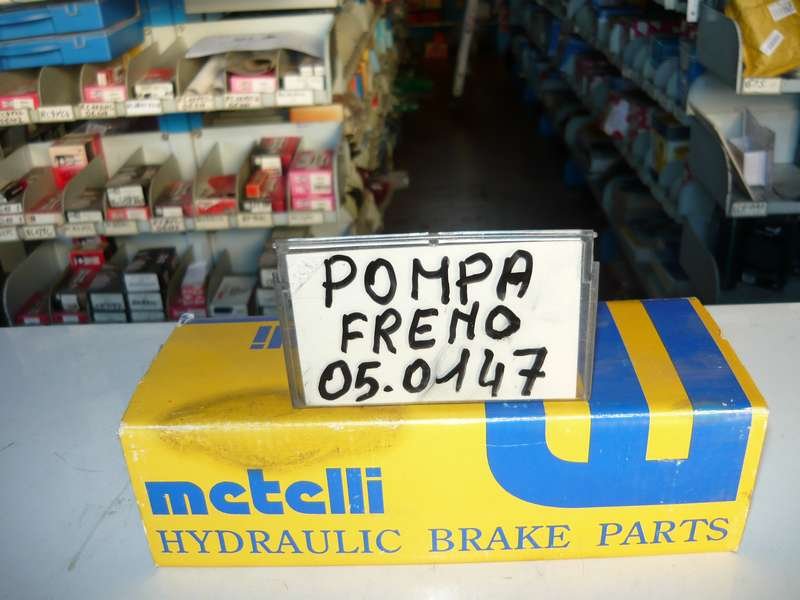 POMPA
FRENO
05.0147
metelli
HYDRAULIC BRAKE PARTS